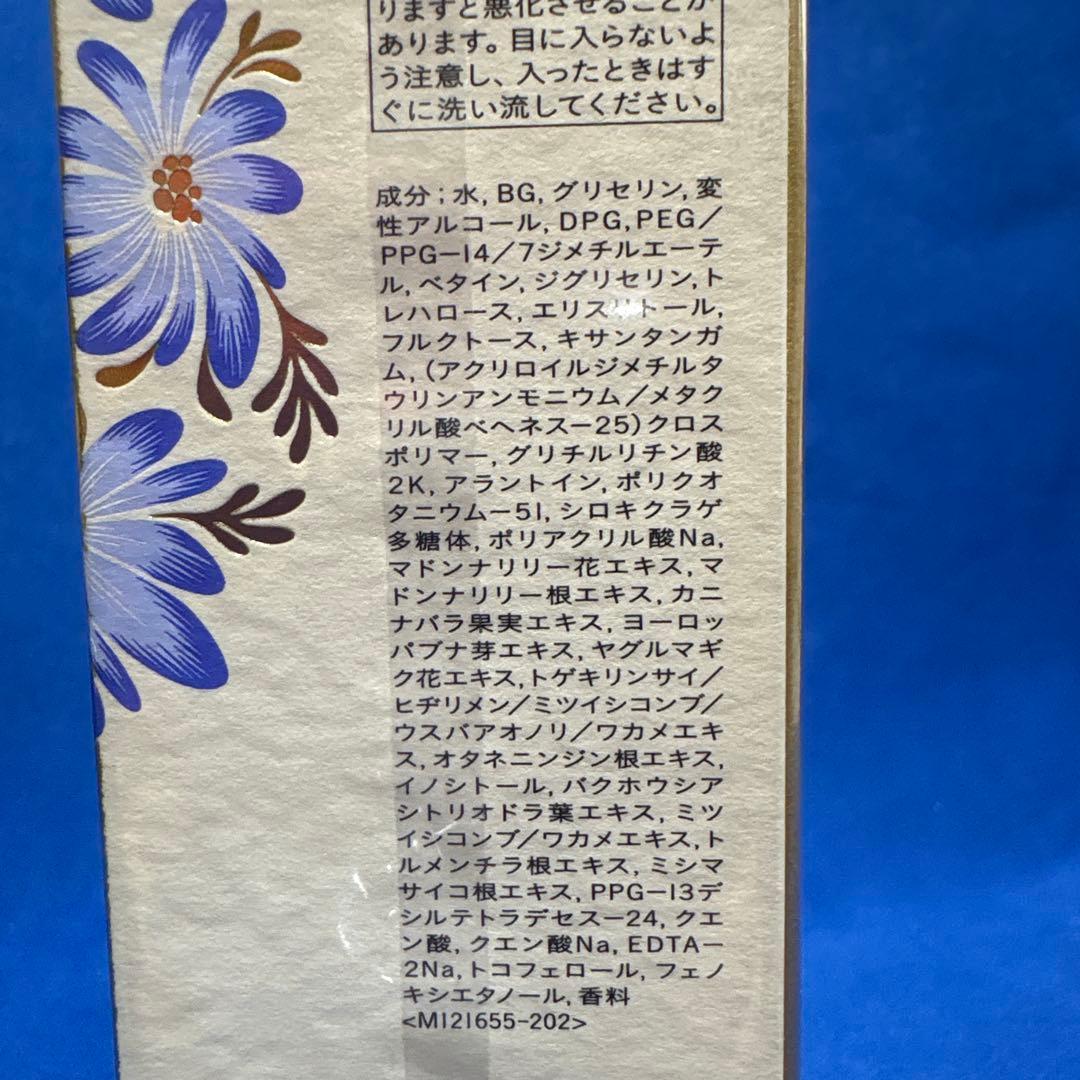 りますと悪化させることが
あります。目に入らないよ
う注意し、入ったときはす
ぐに洗い流してください。
成分；水, BG, グリセリン, 変
性アルコール, DPG, PEG／
PPG−14／7ジメチルエーテ
ル, ベタイン, ジグリセリン, ト
レハロース, エリスリトール,
フルクトース, キサンタンガ
ム, (アクリロイルジメチルタ
ウリンアンモニウム／メタク
リル酸ベヘネス−25) クロス
ポリマー, グリチルリチン酸
2K, アラントイン, ポリクオ
タニウム−51, シロキクラゲ
多糖体, ポリアクリル酸Na,
マドンナリリー花エキス, マ
ドンナリリー根エキス, カニ
ナバラ果実エキス, ヨーロッ
パブナ芽エキス, ヤグルマギ
ク花エキス, トゲキリンサイ／
ヒヂリメン／ミツイシコンブ／
ウスバアオノリ／ワカメエキ
ス, オタネニンジン根エキス,
イノシトール, バクホウシア
シトリオドラ葉エキス, ミツ
イシコンブ／ワカメエキス, ト
ルメンチラ根エキス, ミシマ
サイコ根エキス, PPG−13デ
シルテトラデセス−24, クエ
ン酸, クエン酸Na, EDTA−
2Na, トコフェロール, フェノ
キシエタノール, 香料
<M121655-202>